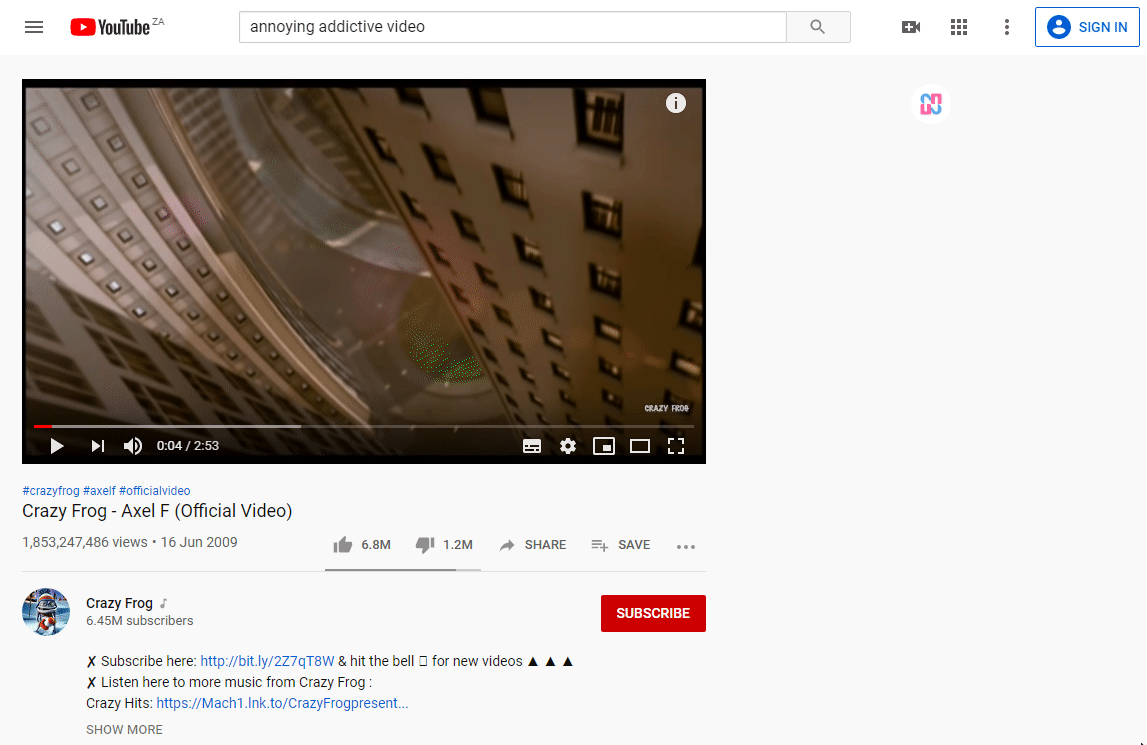 YouTube ZA
annoying addictive video
SIGN IN
CRAZY FROG
0:04 / 2:53
#crazyfrog #axelf #officialvideo
Crazy Frog - Axel F (Official Video)
1,853,247,486 views • 16 Jun 2009
6.8M 1.2M SHARE SAVE
Crazy Frog
6.45M subscribers
SUBSCRIBE
✗ Subscribe here: http://bit.ly/2Z7qT8W & hit the bell ▯ for new videos ▲ ▲ ▲
✗ Listen here to more music from Crazy Frog :
Crazy Hits: https://Mach1.lnk.to/CrazyFrogpresent...
SHOW MORE